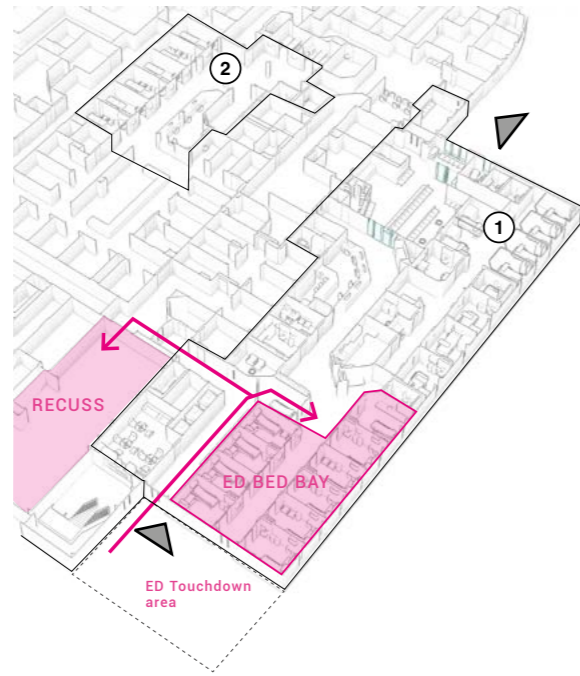 2
1
RECUSS
ED BED BAY
ED Touchdown
area